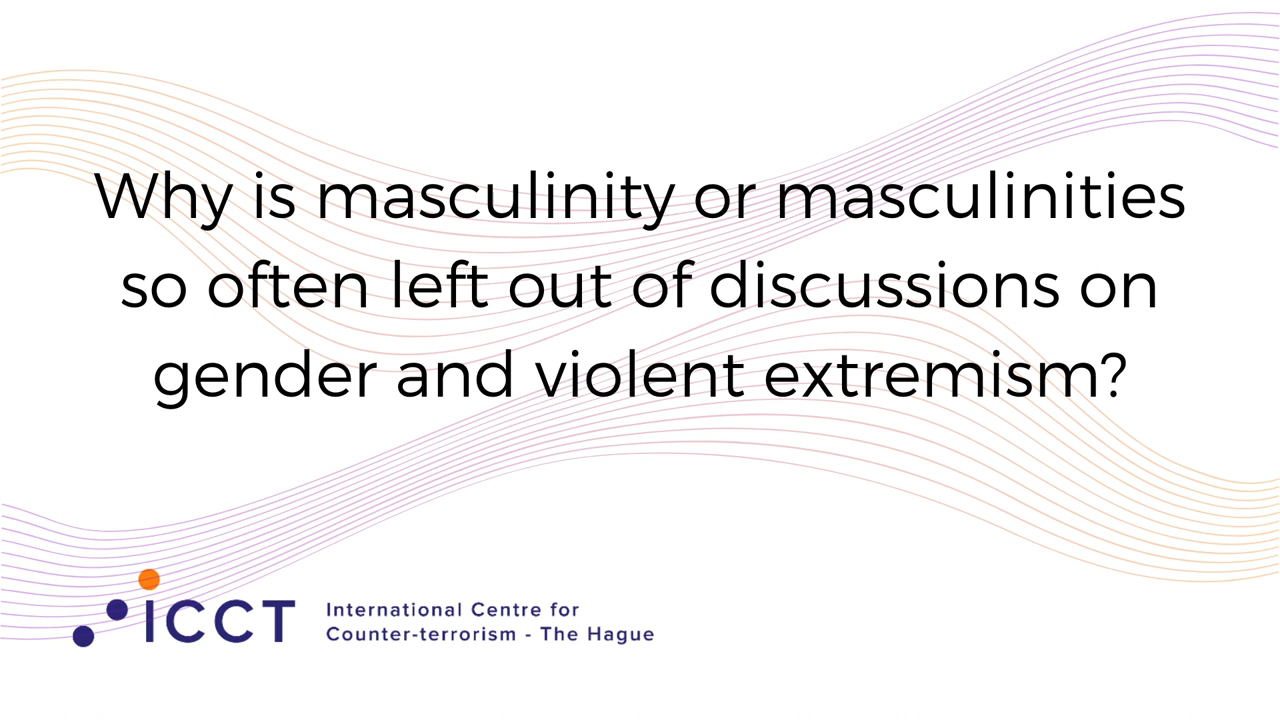 Why is masculinity or masculinities
so often left out of discussions on
gender and violent extremism?
ICCT
International Centre for
Counter-terrorism - The Hague